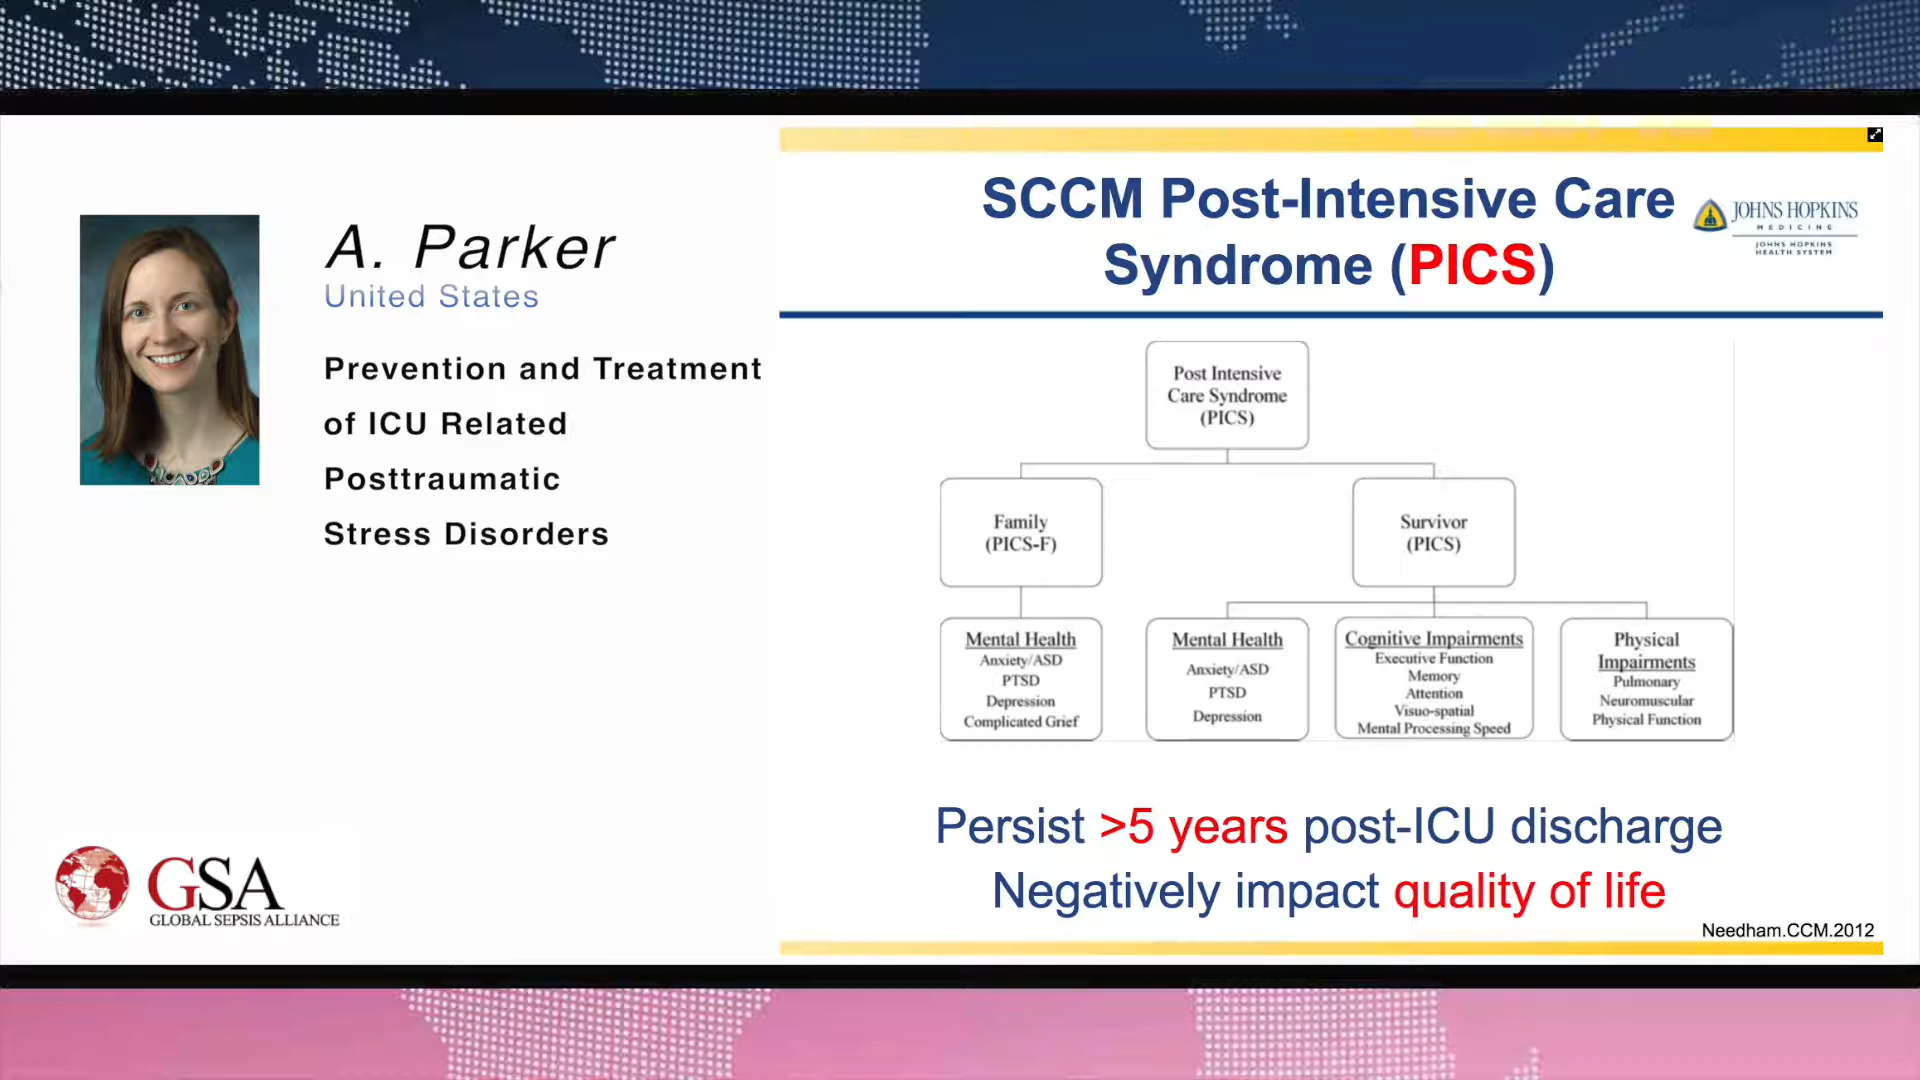 A. Parker
United States
Prevention and Treatment
of ICU Related
Posttraumatic
Stress Disorders
GSA
GLOBAL SEPSIS ALLIANCE
SCCM Post-Intensive Care
Syndrome (PICS)
JOHNS HOPKINS
MEDICINE
JOHNS HOPKINS
HEALTH SYSTEM
Post Intensive
Care Syndrome
(PICS)
Family
(PICS-F)
Survivor
(PICS)
Mental Health
Anxiety/ASD
PTSD
Depression
Complicated Grief
Mental Health
Anxiety/ASD
PTSD
Depression
Cognitive Impairments
Executive Function
Memory
Attention
Visuo-spatial
Mental Processing Speed
Physical
Impairments
Pulmonary
Neuromuscular
Physical Function
Persist >5 years post-ICU discharge
Negatively impact quality of life
Needham.CCM.2012